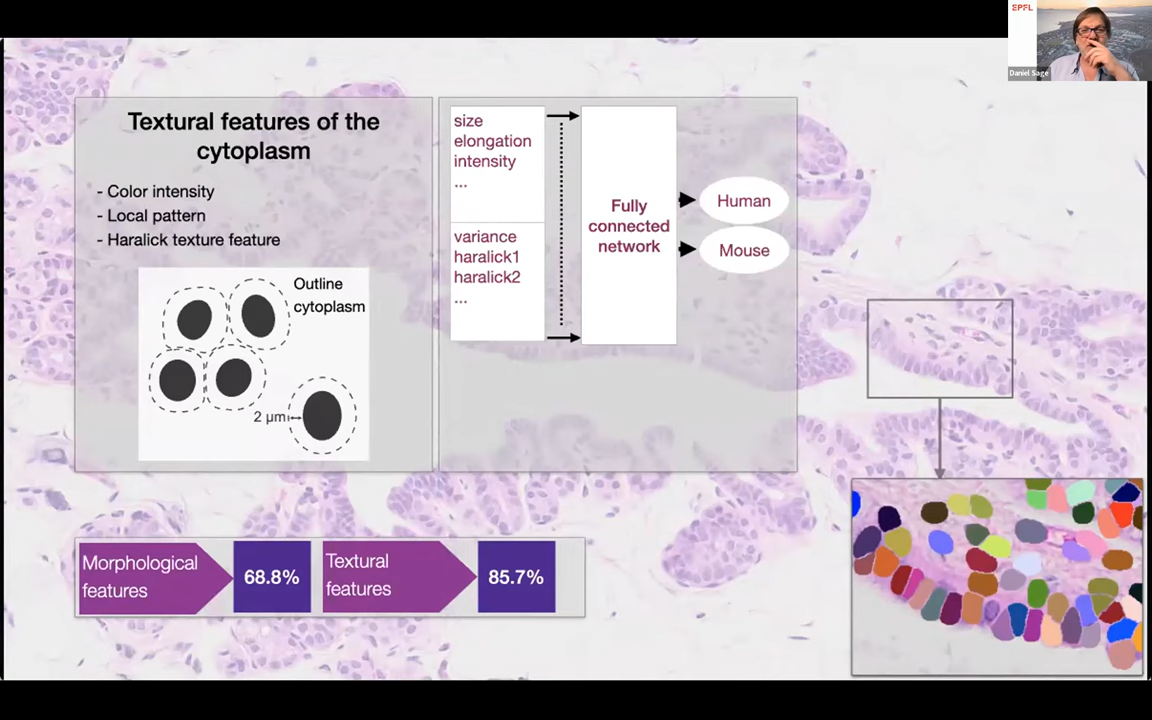 EPFL
Daniel Sage
Textural features of the
cytoplasm
- Color intensity
- Local pattern
- Haralick texture feature
Outline
cytoplasm
2 μm
size
elongation
intensity
...
variance
haralick1
haralick2
...
Fully
connected
network
Human
Mouse
Morphological
features
68.8%
Textural
features
85.7%